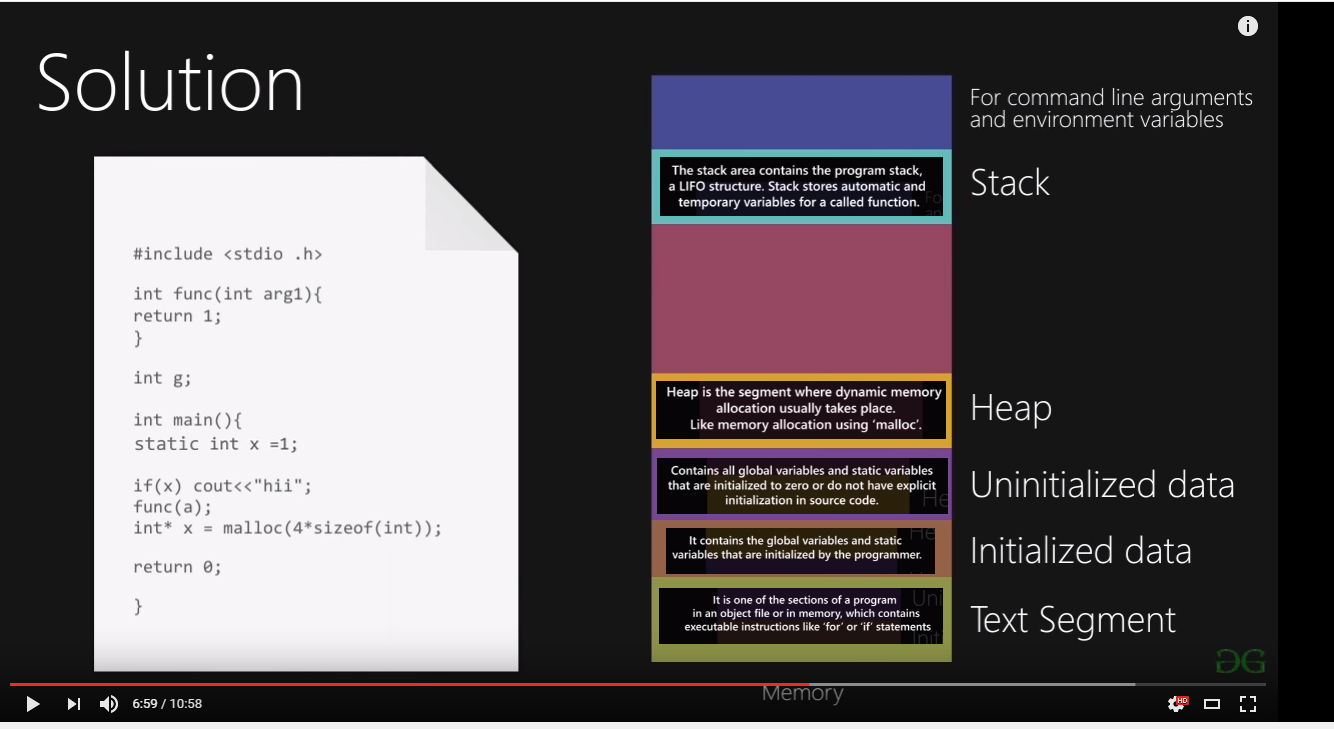 Solution
#include <stdio .h>
int func(int arg1){
return 1;
}
int g;
int main(){
static int x =1;
if(x) cout<<"hii";
func(a);
int* x = malloc(4*sizeof(int));
return 0;
}
For command line arguments
and environment variables
The stack area contains the program stack,
a LIFO structure. Stack stores automatic and
temporary variables for a called function.
Stack
Heap is the segment where dynamic memory
allocation usually takes place.
Like memory allocation using ‘malloc’.
Heap
Contains all global variables and static variables
that are initialized to zero or do not have explicit
initialization in source code.
Uninitialized data
It contains the global variables and static
variables that are initialized by the programmer.
Initialized data
It is one of the sections of a program
in an object file or in memory, which contains
executable instructions like ‘for’ or ‘if’ statements
Text Segment
Memory
6:59 / 10:58
HD